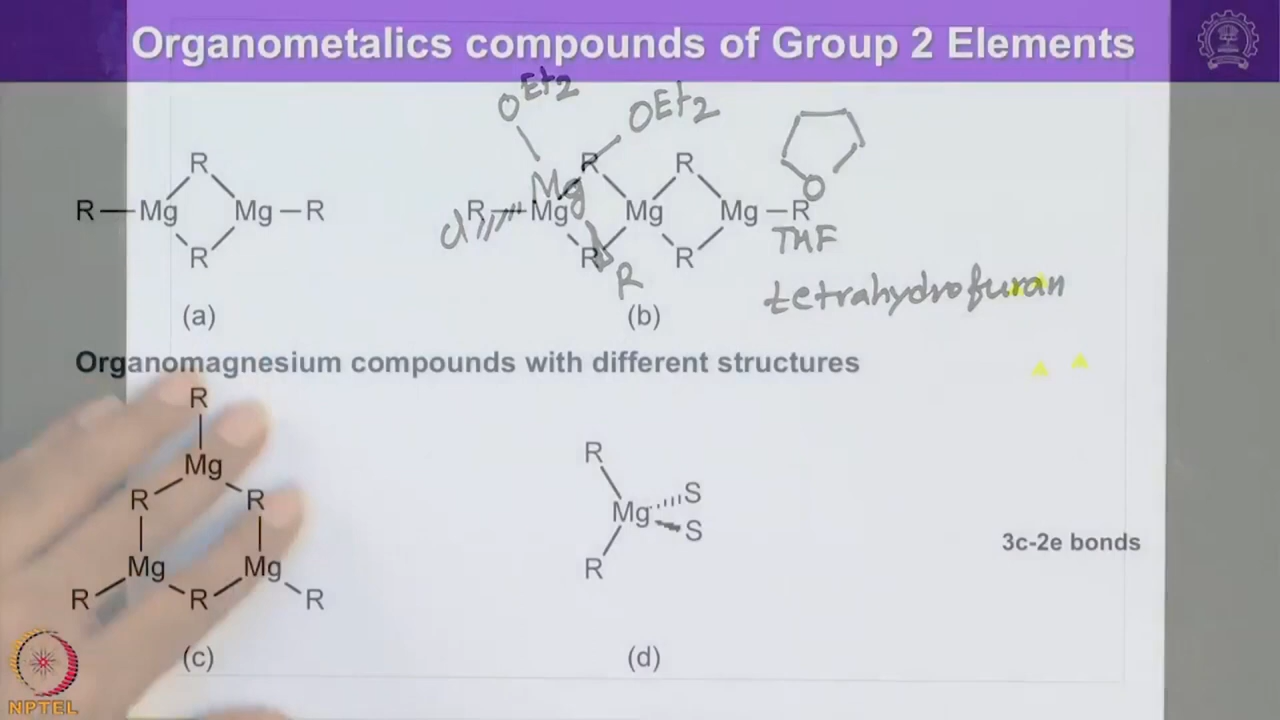 Organometalics compounds of Group 2 Elements
OEt2
OEt2
R R R
Mg
R Mg Mg R Cl R Mg Mg Mg R O
THF
R R R
R
tetrahydrofuran
(a) (b)
Organomagnesium compounds with different structures
R
R
Mg
R R S
Mg
S
3c-2e bonds
Mg Mg R
R R R
(c) (d)
NPTEL